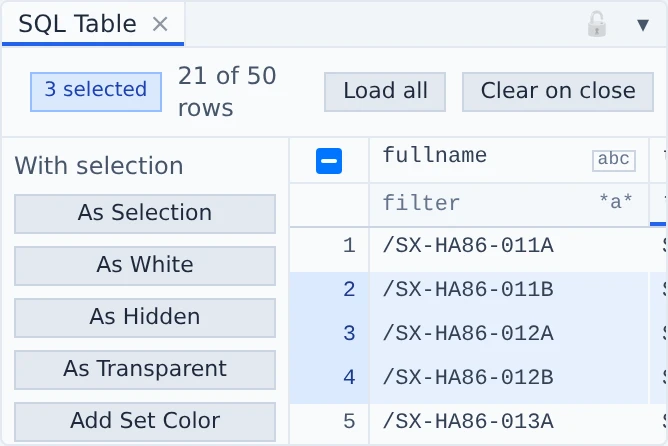 SQL Table ×
3 selected
21 of 50
rows
Load all
Clear on close
With selection
As Selection
As White
As Hidden
As Transparent
Add Set Color
fullname abc
filter *a*
1 /SX-HA86-011A
2 /SX-HA86-011B
3 /SX-HA86-012A
4 /SX-HA86-012B
5 /SX-HA86-013A